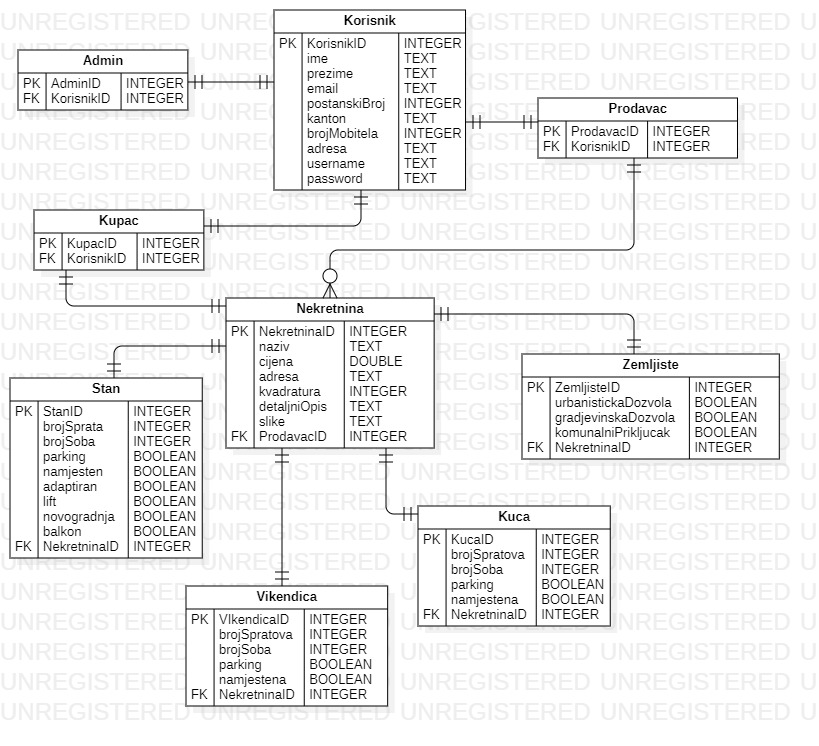 Korisnik
PK KorisnikID INTEGER
ime TEXT
prezime TEXT
email TEXT
postanskiBroj INTEGER
kanton TEXT
brojMobitela INTEGER
adresa TEXT
username TEXT
password TEXT
Admin
PK AdminID INTEGER
FK KorisnikID INTEGER
Prodavac
PK ProdavacID INTEGER
FK KorisnikID INTEGER
Kupac
PK KupacID INTEGER
FK KorisnikID INTEGER
Nekretnina
PK NekretninaID INTEGER
naziv TEXT
cijena DOUBLE
adresa TEXT
kvadratura INTEGER
detaljniOpis TEXT
slike TEXT
FK ProdavacID INTEGER
Zemljiste
PK ZemljisteID INTEGER
urbanistickaDozvola BOOLEAN
gradjevinskaDozvola BOOLEAN
komunalniPrikljucak BOOLEAN
FK NekretninaID INTEGER
Stan
PK StanID INTEGER
brojSprata INTEGER
brojSoba INTEGER
parking BOOLEAN
namjesten BOOLEAN
adaptiran BOOLEAN
lift BOOLEAN
novogradnja BOOLEAN
balkon BOOLEAN
FK NekretninaID INTEGER
Kuca
PK KucaID INTEGER
brojSpratova INTEGER
brojSoba INTEGER
parking BOOLEAN
namjestena BOOLEAN
FK NekretninaID INTEGER
Vikendica
PK VIkendicaID INTEGER
brojSpratova INTEGER
brojSoba INTEGER
parking BOOLEAN
namjestena BOOLEAN
FK NekretninaID INTEGER
UNREGISTERED